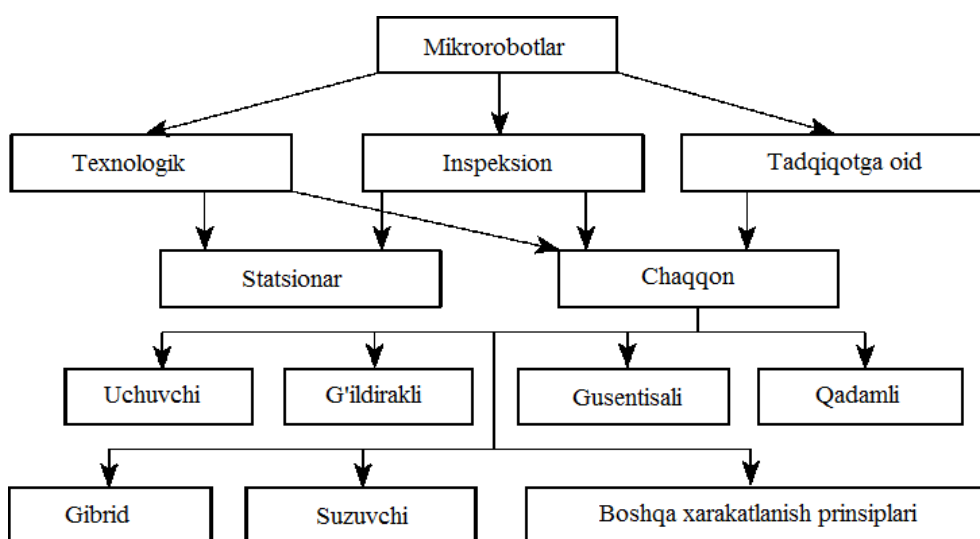 Mikrorobotlar
Texnologik
Inspeksion
Tadqiqotga oid
Statsionar
Chaqqon
Uchuvchi
G'ildirakli
Gusentisali
Qadamli
Gibrid
Suzuvchi
Boshqa xarakatlanish prinsiplari